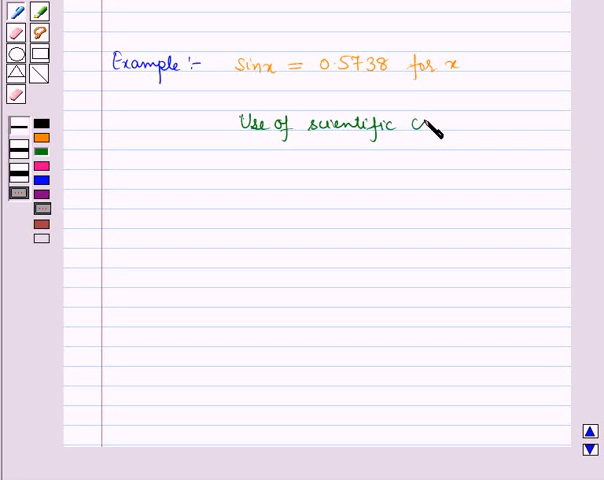 Example :- sinx = 0.5738 for x
Use of scientific c